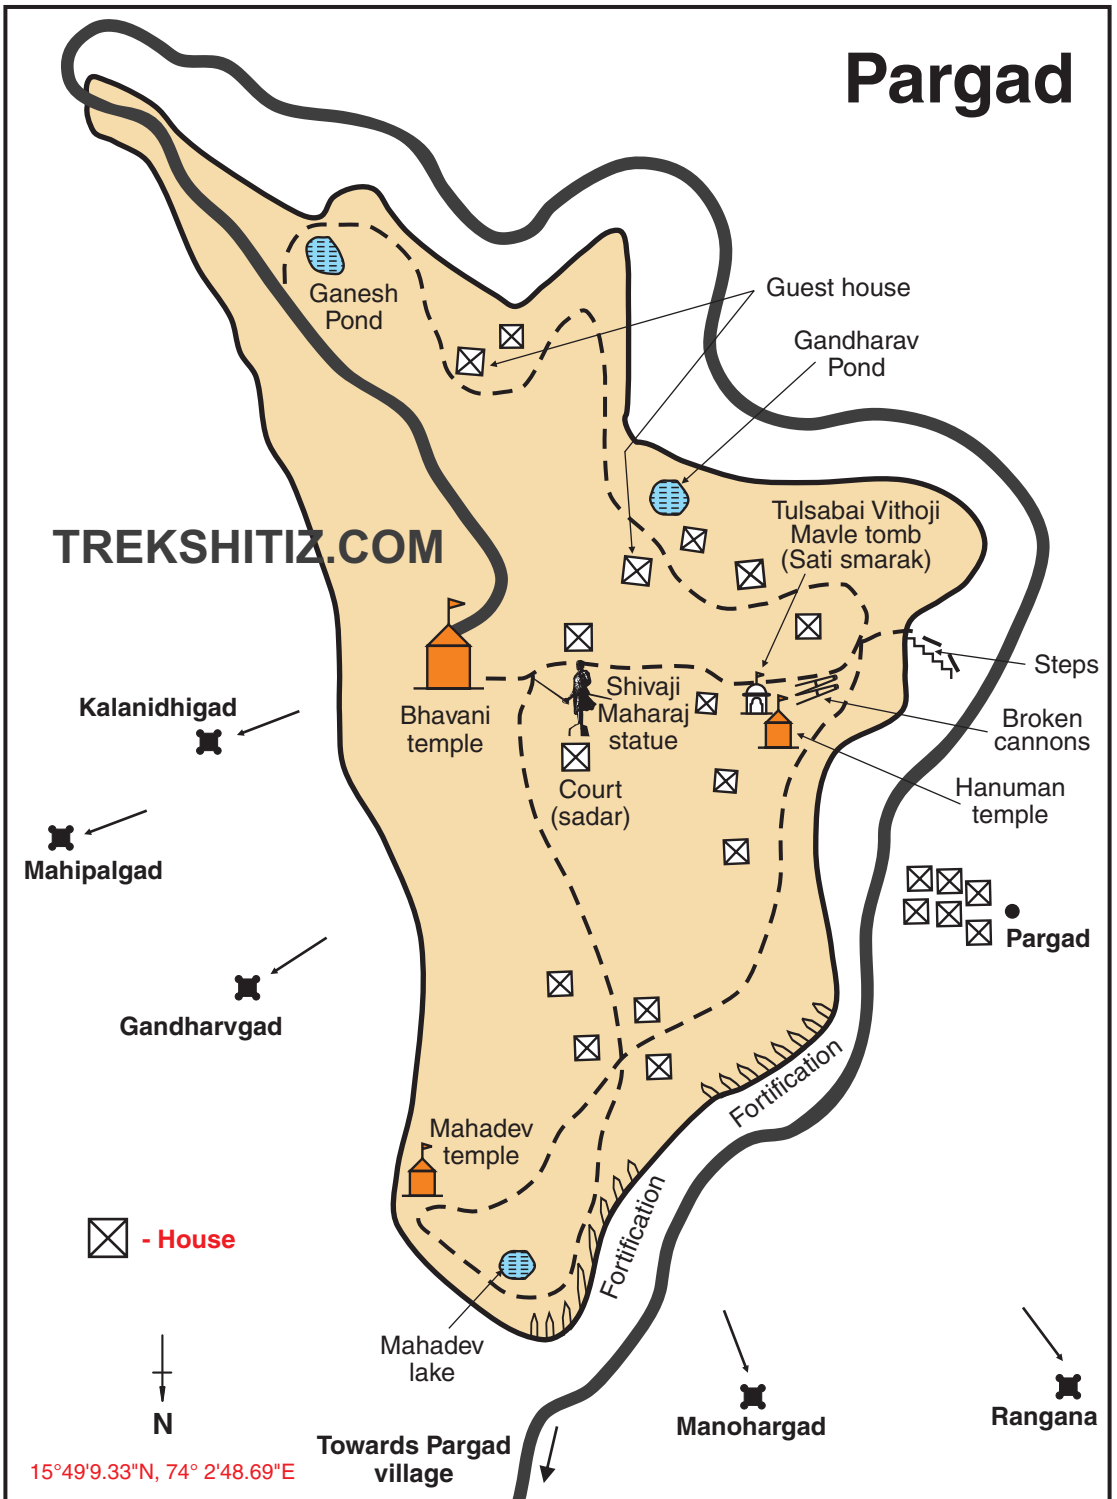 Pargad
Guest house
Ganesh
Pond
Gandharav
Pond
Tulsabai Vithoji
Mavle tomb
(Sati smarak)
TREKSHITIZ.COM
Steps
Shivaji
Maharaj
statue
Kalanidhigad
Bhavani
temple
Broken
cannons
Court
(sadar)
Hanuman
temple
Mahipalgad
Pargad
Gandharvgad
Fortification
Mahadev
temple
Fortification
- House
Mahadev
lake
N
Manohargad
Rangana
Towards Pargad
village
15°49'9.33"N, 74° 2'48.69"E